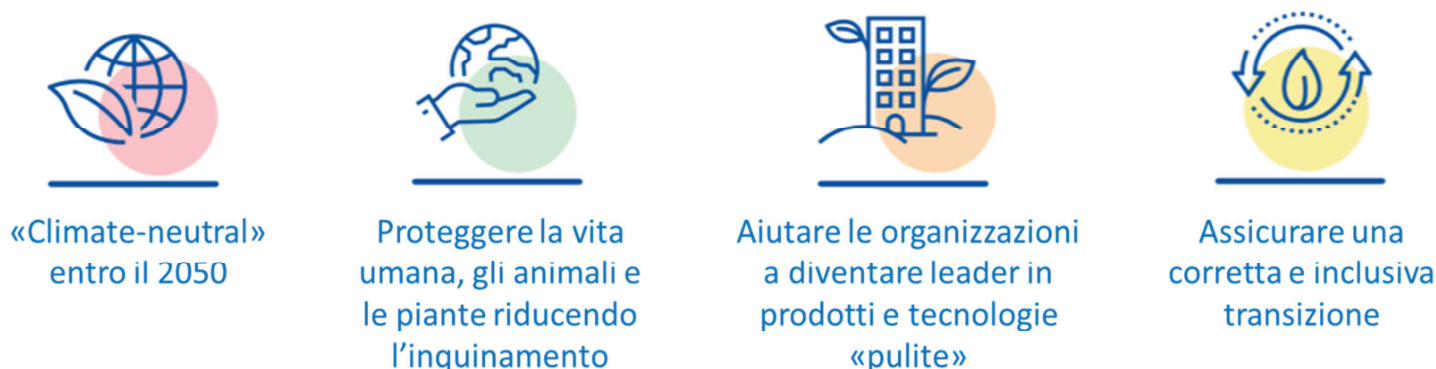 «Climate-neutral»
entro il 2050
Proteggere la vita
umana, gli animali e
le piante riducendo
l’inquinamento
Aiutare le organizzazioni
a diventare leader in
prodotti e tecnologie
«pulite»
Assicurare una
corretta e inclusiva
transizione